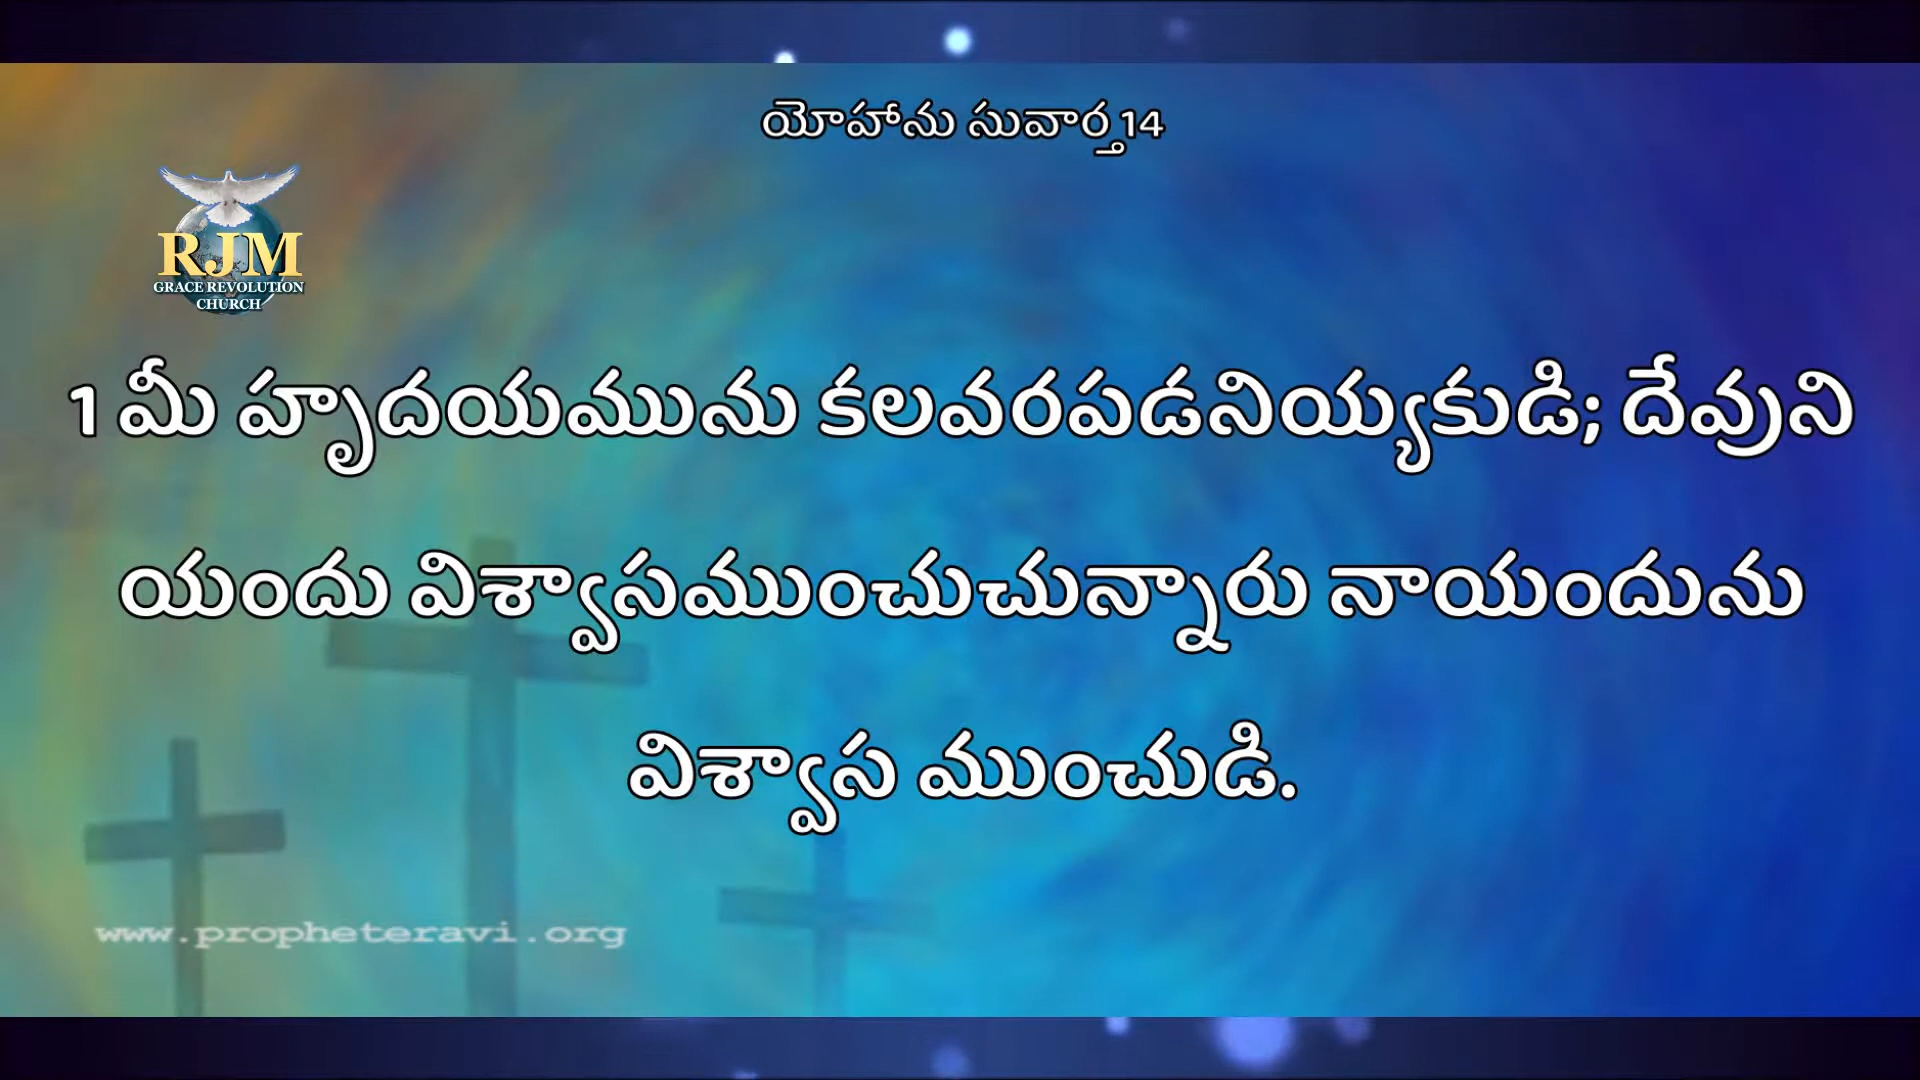 యోహాను సువార్త 14
RJM
GRACE REVOLUTION
CHURCH
1 మీ హృదయమును కలవరపడనియ్యకుడి; దేవుని
యందు విశ్వాసముంచుచున్నారు నాయందును
విశ్వాస ముంచుడి.
www.propheteravi.org